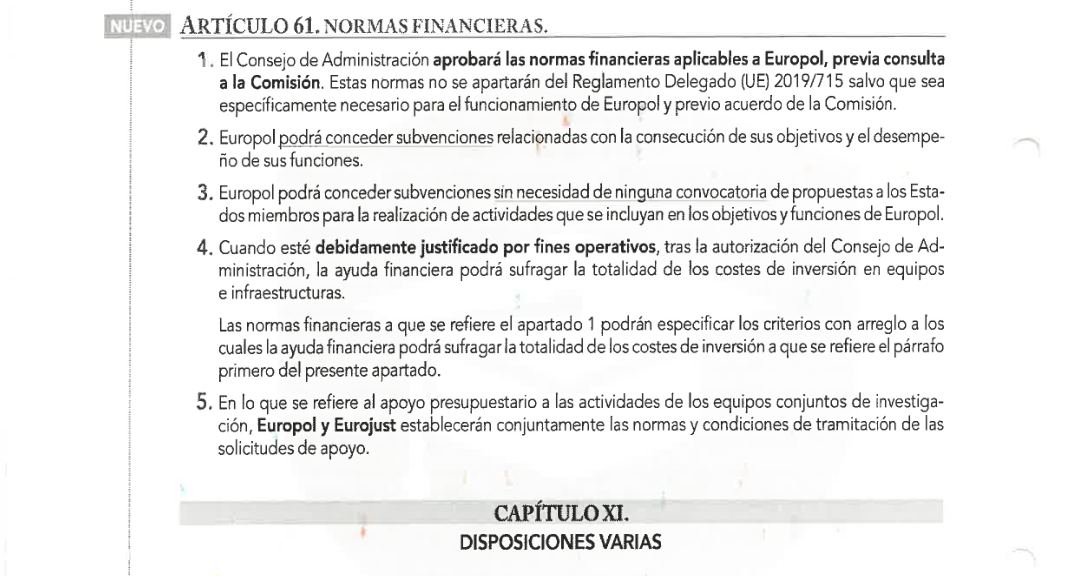 NUEVO ARTÍCULO 61. NORMAS FINANCIERAS.
1. El Consejo de Administración aprobará las normas financieras aplicables a Europol, previa consulta
a la Comisión. Estas normas no se apartarán del Reglamento Delegado (UE) 2019/715 salvo que sea
específicamente necesario para el funcionamiento de Europol y previo acuerdo de la Comisión.
2. Europol podrá conceder subvenciones relacionadas con la consecución de sus objetivos y el desempe-
ño de sus funciones.
3. Europol podrá conceder subvenciones sin necesidad de ninguna convocatoria de propuestas a los Esta-
dos miembros para la realización de actividades que se incluyan en los objetivos y funciones de Europol.
4. Cuando esté debidamente justificado por fines operativos, tras la autorización del Consejo de Ad-
ministración, la ayuda financiera podrá sufragar la totalidad de los costes de inversión en equipos
e infraestructuras.
Las normas financieras a que se refiere el apartado 1 podrán especificar los criterios con arreglo a los
cuales la ayuda financiera podrá sufragar la totalidad de los costes de inversión a que se refiere el párrafo
primero del presente apartado.
5. En lo que se refiere al apoyo presupuestario a las actividades de los equipos conjuntos de investiga-
ción, Europol y Eurojust establecerán conjuntamente las normas y condiciones de tramitación de las
solicitudes de apoyo.
CAPÍTULO XI.
DISPOSICIONES VARIAS